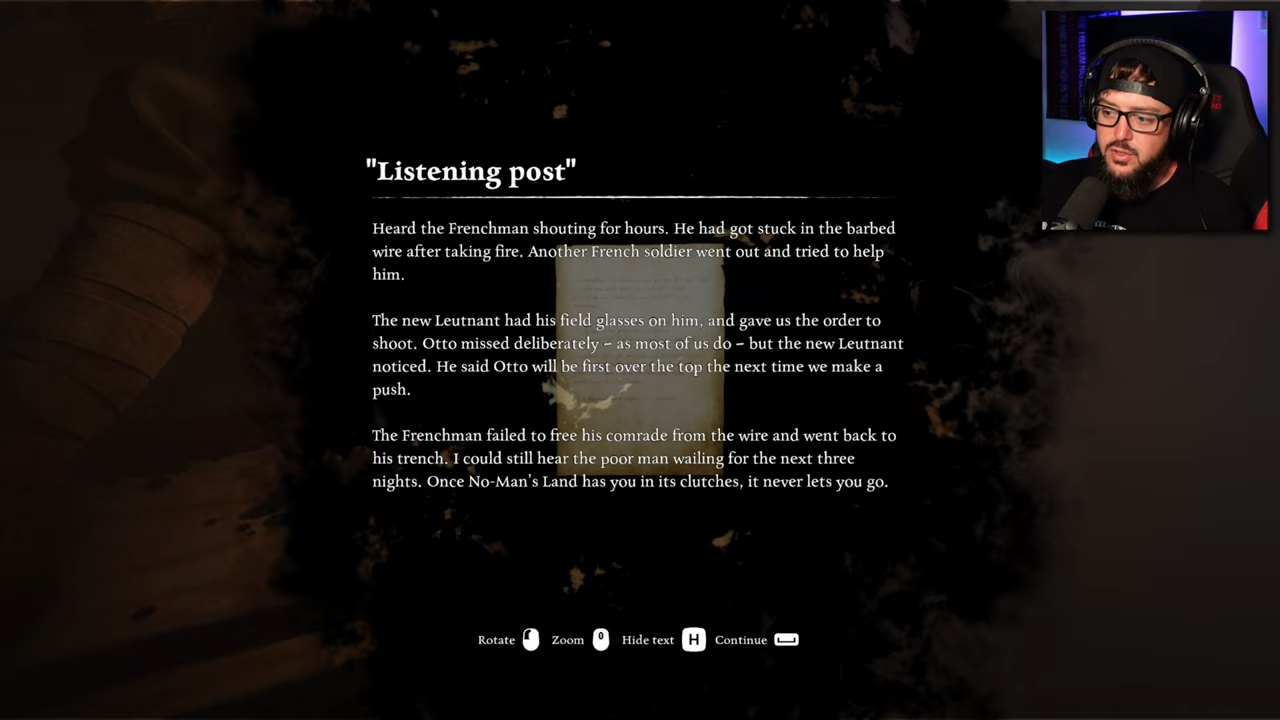 "Listening post"
Heard the Frenchman shouting for hours. He had got stuck in the barbed
wire after taking fire. Another French soldier went out and tried to help
him.
The new Leutnant had his field glasses on him, and gave us the order to
shoot. Otto missed deliberately – as most of us do – but the new Leutnant
noticed. He said Otto will be first over the top the next time we make a
push.
The Frenchman failed to free his comrade from the wire and went back to
his trench. I could still hear the poor man wailing for the next three
nights. Once No-Man's Land has you in its clutches, it never lets you go.
Rotate Zoom 0 Hide text H Continue